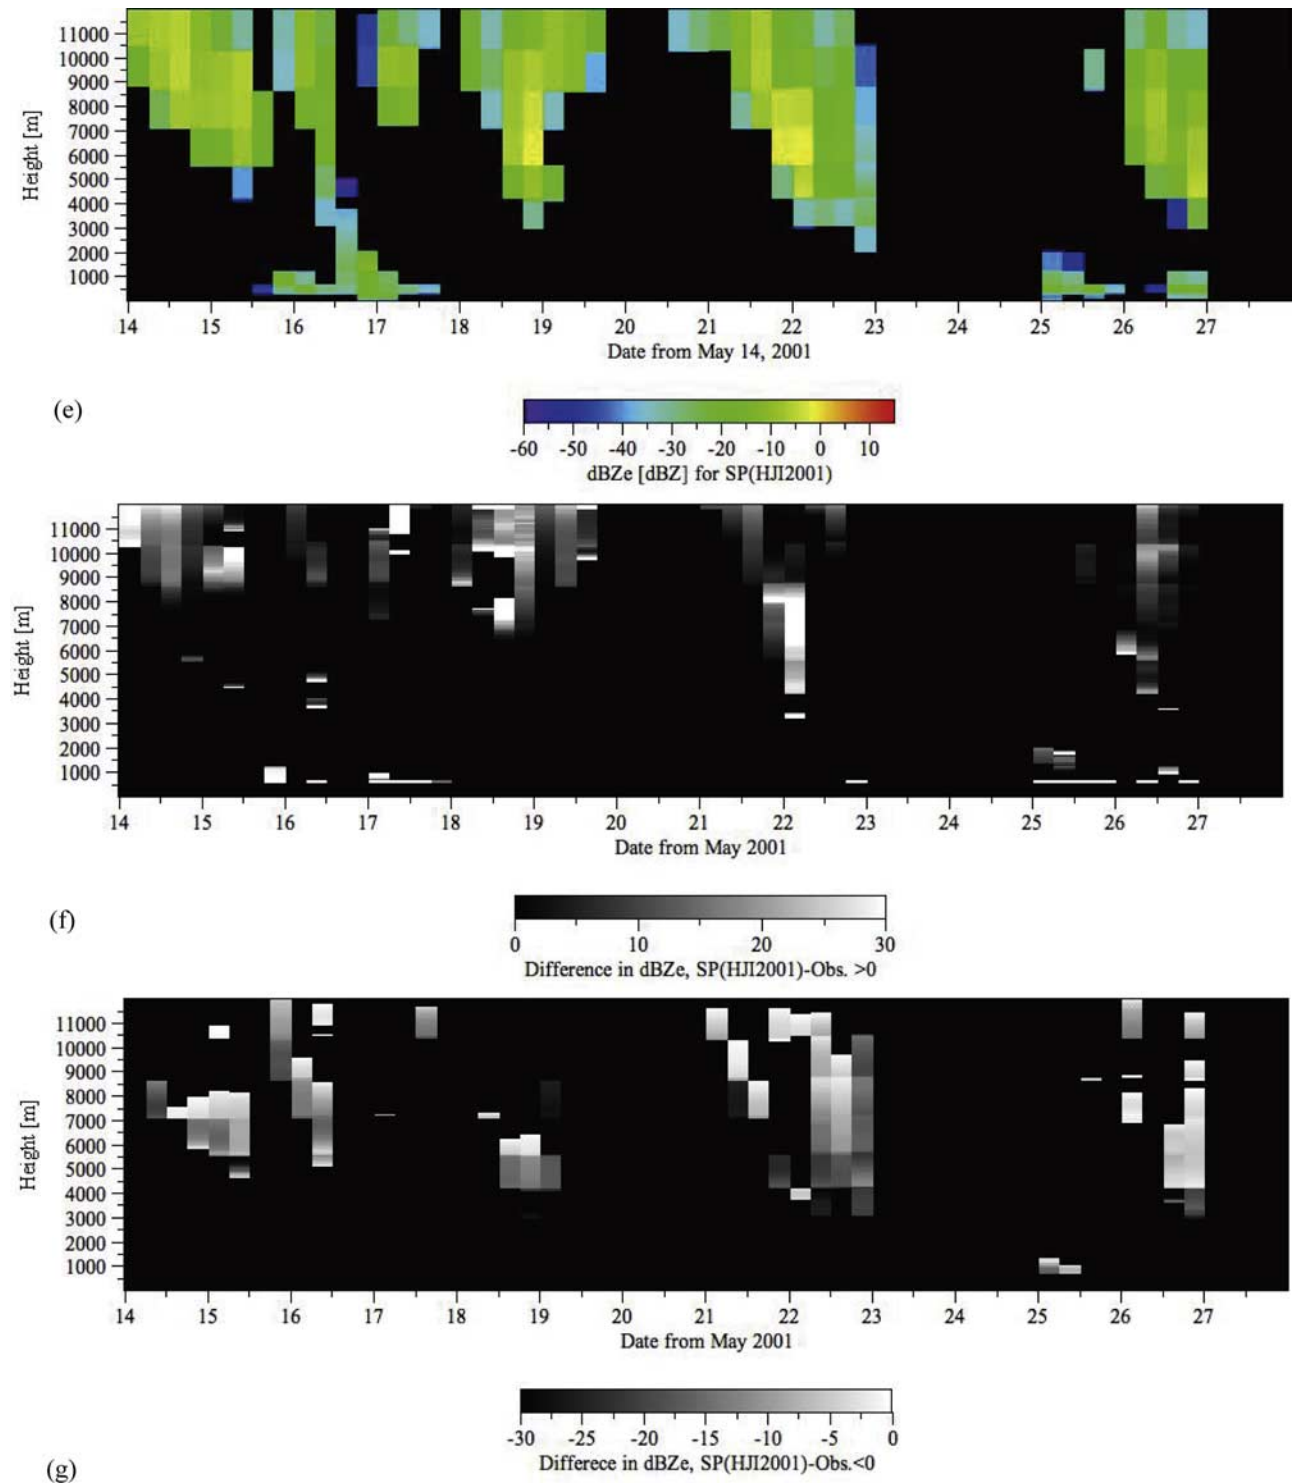 11000
10000
9000
8000
7000
6000
5000
4000
3000
2000
1000
Height [m]
14 15 16 17 18 19 20 21 22 23 24 25 26 27
Date from May 14, 2001
(e)
-60 -50 -40 -30 -20 -10 0 10
dBZe [dBZ] for SP(HJI2001)
11000
10000
9000
8000
7000
6000
5000
4000
3000
2000
1000
Height [m]
14 15 16 17 18 19 20 21 22 23 24 25 26 27
Date from May 2001
(f)
0 10 20 30
Difference in dBZe, SP(HJI2001)-Obs. >0
11000
10000
9000
8000
7000
6000
5000
4000
3000
2000
1000
Height [m]
14 15 16 17 18 19 20 21 22 23 24 25 26 27
Date from May 2001
-30 -25 -20 -15 -10 -5 0
Differece in dBZe, SP(HJI2001)-Obs.<0
(g)